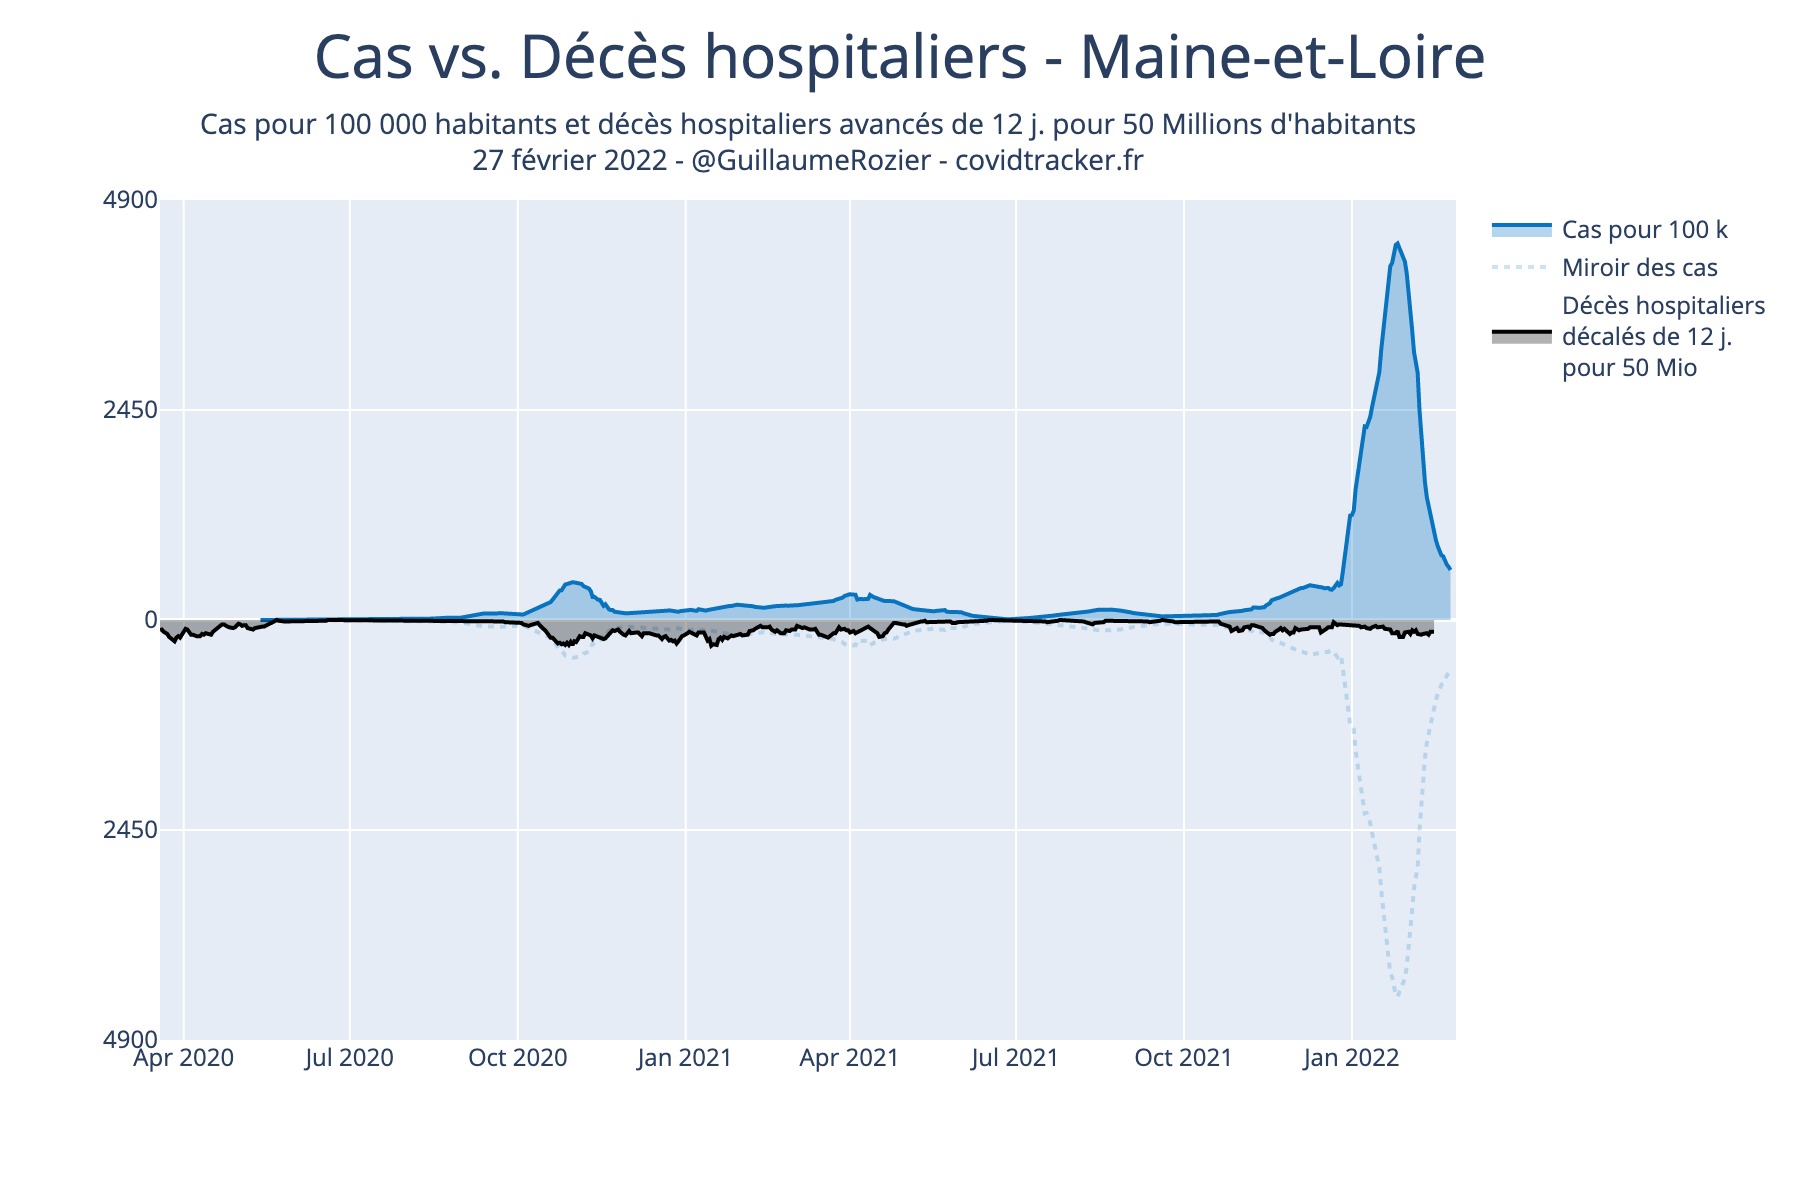 Cas vs. Décès hospitaliers - Maine-et-Loire
Cas pour 100 000 habitants et décès hospitaliers avancés de 12 j. pour 50 Millions d'habitants
27 février 2022 - @GuillaumeRozier - covidtracker.fr
4900
2450
0
2450
4900
Apr 2020
Jul 2020
Oct 2020
Jan 2021
Apr 2021
Jul 2021
Oct 2021
Jan 2022
Cas pour 100 k
Miroir des cas
Décès hospitaliers
décalés de 12 j.
pour 50 Mio